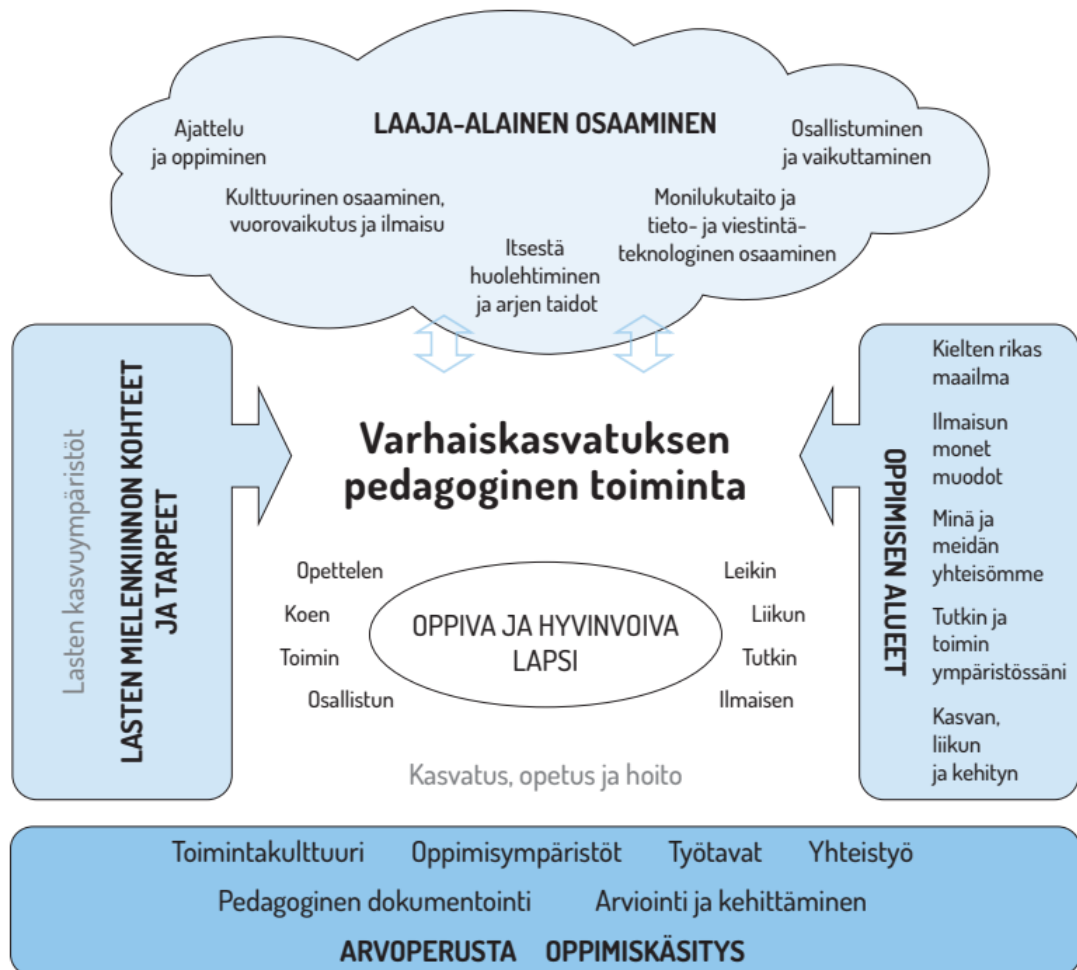 LAAJA-ALAINEN OSAAMINEN
Ajattelu
ja oppiminen
Kulttuurinen osaaminen,
vuorovaikutus ja ilmaisu
Itsestä
huolehtiminen
ja arjen taidot
Monilukutaito ja
tieto- ja viestintä-
teknologinen osaaminen
Osallistuminen
ja vaikuttaminen
Lasten kasvuympäristöt
LASTEN MIELENKIINNON KOHTEET
JA TARPEET
Varhaiskasvatuksen
pedagoginen toiminta
Opettelen
Koen
Toimin
Osallistun
OPPIVA JA HYVINVOIVA
LAPSI
Leikin
Liikun
Tutkin
Ilmaisen
Kasvatus, opetus ja hoito
OPPIMISEN ALUEET
Kielten rikas
maailma
Ilmaisun
monet
muodot
Minä ja
meidän
yhteisömme
Tutkin ja
toimin
ympäristössäni
Kasvan,
liikun
ja kehityn
Toimintakulttuuri Oppimisympäristöt Työtavat Yhteistyö
Pedagoginen dokumentointi Arviointi ja kehittäminen
ARVOPERUSTA OPPIMISKÄSITYS